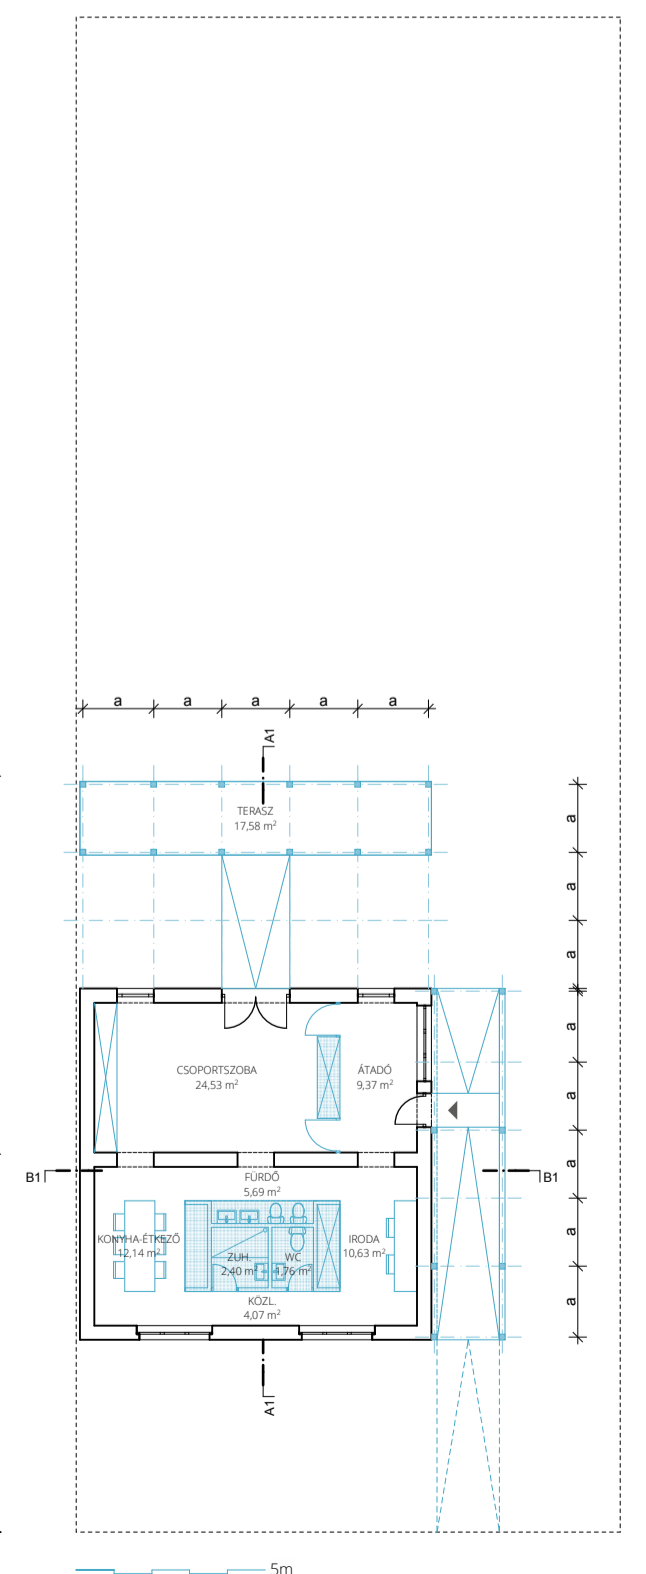 a a a a a
A1
TERASZ
17,58 m²
a
a
a
a
a
a
a
a
CSOPORTSZOBA
24,53 m²
ÁTADÓ
9,37 m²
B1
B1
FÜRDŐ
5,69 m²
KONYHA-ÉTKEZŐ
12,14 m²
IRODA
10,63 m²
ZUH.
2,40 m²
WC
1,76 m²
KÖZL.
4,07 m²
A1
5m